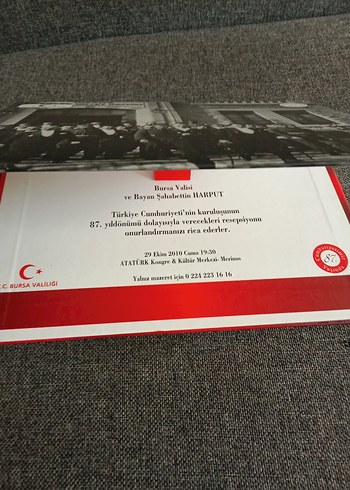 Bursa Valisi
ve Bayan Şahabettin HARPUT
Türkiye Cumhuriyeti'nin kuruluşunun
87. yıldönümü dolayısıyla verecekleri resepsiyonu
onurlandırmanızı rica ederler.
29 Ekim 2010 Cuma 19:30
ATATÜRK Kongre & Kültür Merkezi- Merinos
Yalnız mazeret için 0 224 223 16 16
T.C. BURSA VALİLİĞİ
87.